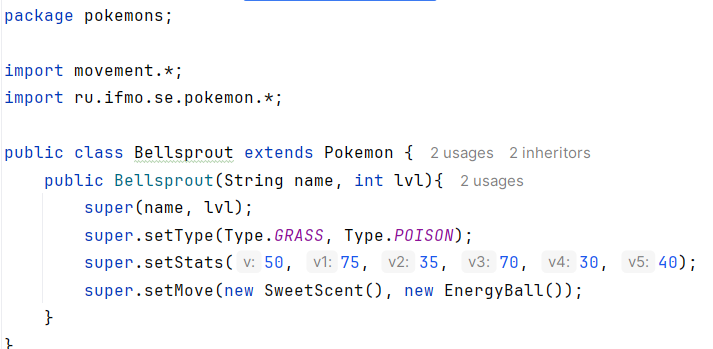 package pokemons;
import movement.*;
import ru.ifmo.se.pokemon.*;
public class Bellsprout extends Pokemon { 2 usages 2 inheritors
public Bellsprout(String name, int lvl){ 2 usages
super(name, lvl);
super.setType(Type.GRASS, Type.POISON);
super.setStats( v: 50, v1: 75, v2: 35, v3: 70, v4: 30, v5: 40);
super.setMove(new SweetScent(), new EnergyBall());
}
}